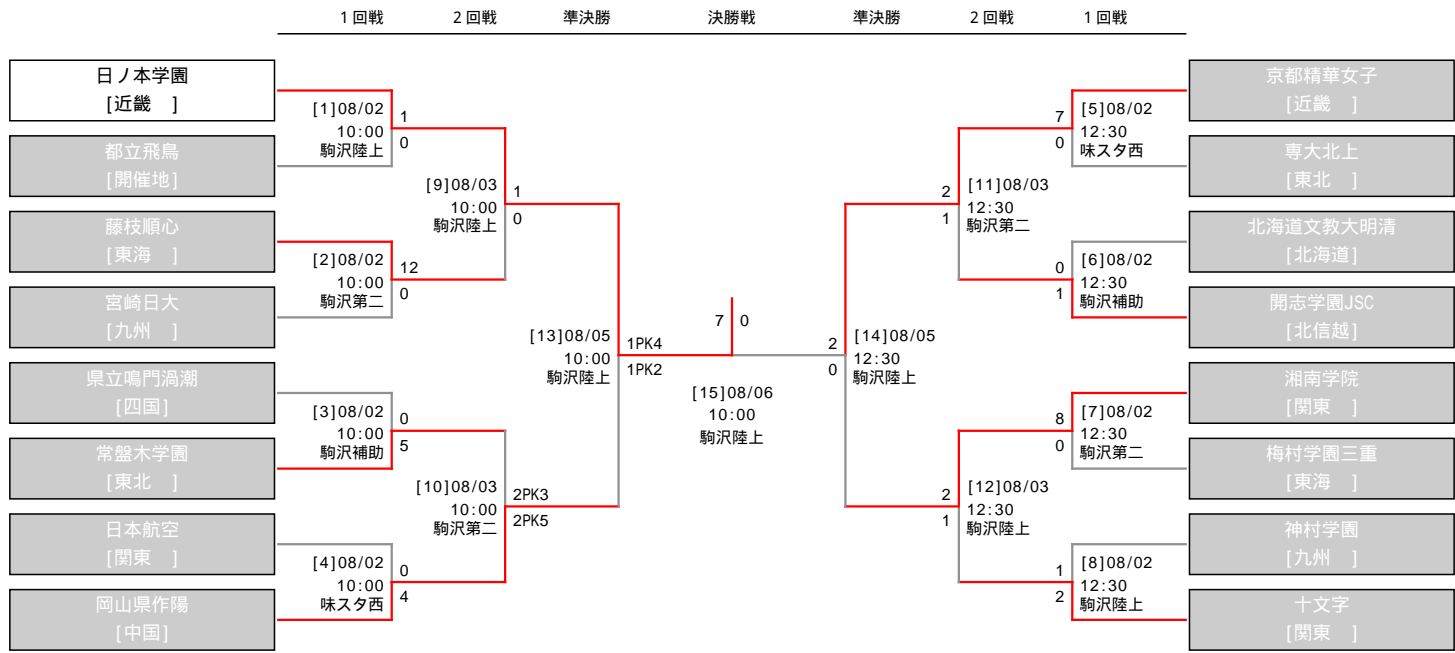 1回戦 2回戦 準決勝 決勝戦 準決勝 2回戦 1回戦
日ノ本学園
[近畿 ]
都立飛鳥
[開催地]
藤枝順心
[東海 ]
宮崎日大
[九州 ]
県立鳴門渦潮
[四国]
常盤木学園
[東北 ]
日本航空
[関東 ]
岡山県作陽
[中国]
[1]08/02
10:00
駒沢陸上
1
0
[2]08/02
10:00
駒沢第二
12
0
[3]08/02
10:00
駒沢補助
0
5
[4]08/02
10:00
味スタ西
0
4
[9]08/03
10:00
駒沢陸上
1
0
[10]08/03
10:00
駒沢第二
2PK3
2PK5
[13]08/05
10:00
駒沢陸上
1PK4
1PK2
7 0
[15]08/06
10:00
駒沢陸上
2
0
[14]08/05
12:30
駒沢陸上
2
1
[11]08/03
12:30
駒沢第二
2
1
[12]08/03
12:30
駒沢陸上
7
0
[5]08/02
12:30
味スタ西
0
1
[6]08/02
12:30
駒沢補助
8
0
[7]08/02
12:30
駒沢第二
1
2
[8]08/02
12:30
駒沢陸上
京都精華女子
[近畿 ]
専大北上
[東北 ]
北海道文教大明清
[北海道]
開志学園JSC
[北信越]
湘南学院
[関東 ]
梅村学園三重
[東海 ]
神村学園
[九州 ]
十文字
[関東 ]